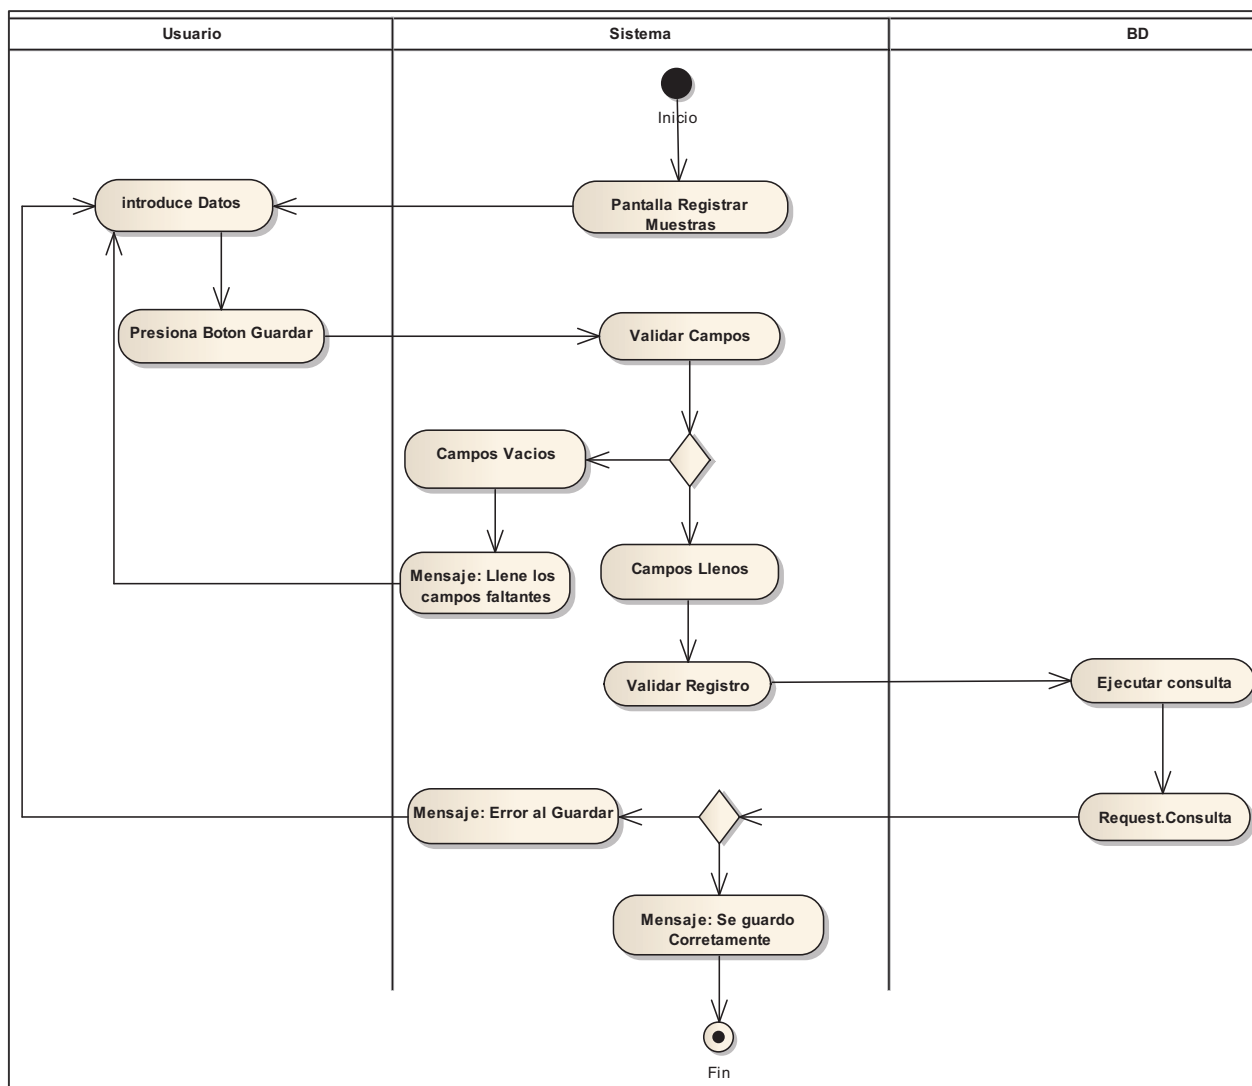 Usuario
Sistema
BD
Inicio
introduce Datos
Pantalla Registrar
Muestras
Presiona Boton Guardar
Validar Campos
Campos Vacios
Mensaje: Llene los
campos faltantes
Campos Llenos
Validar Registro
Ejecutar consulta
Mensaje: Error al Guardar
Request.Consulta
Mensaje: Se guardo
Corretamente
Fin